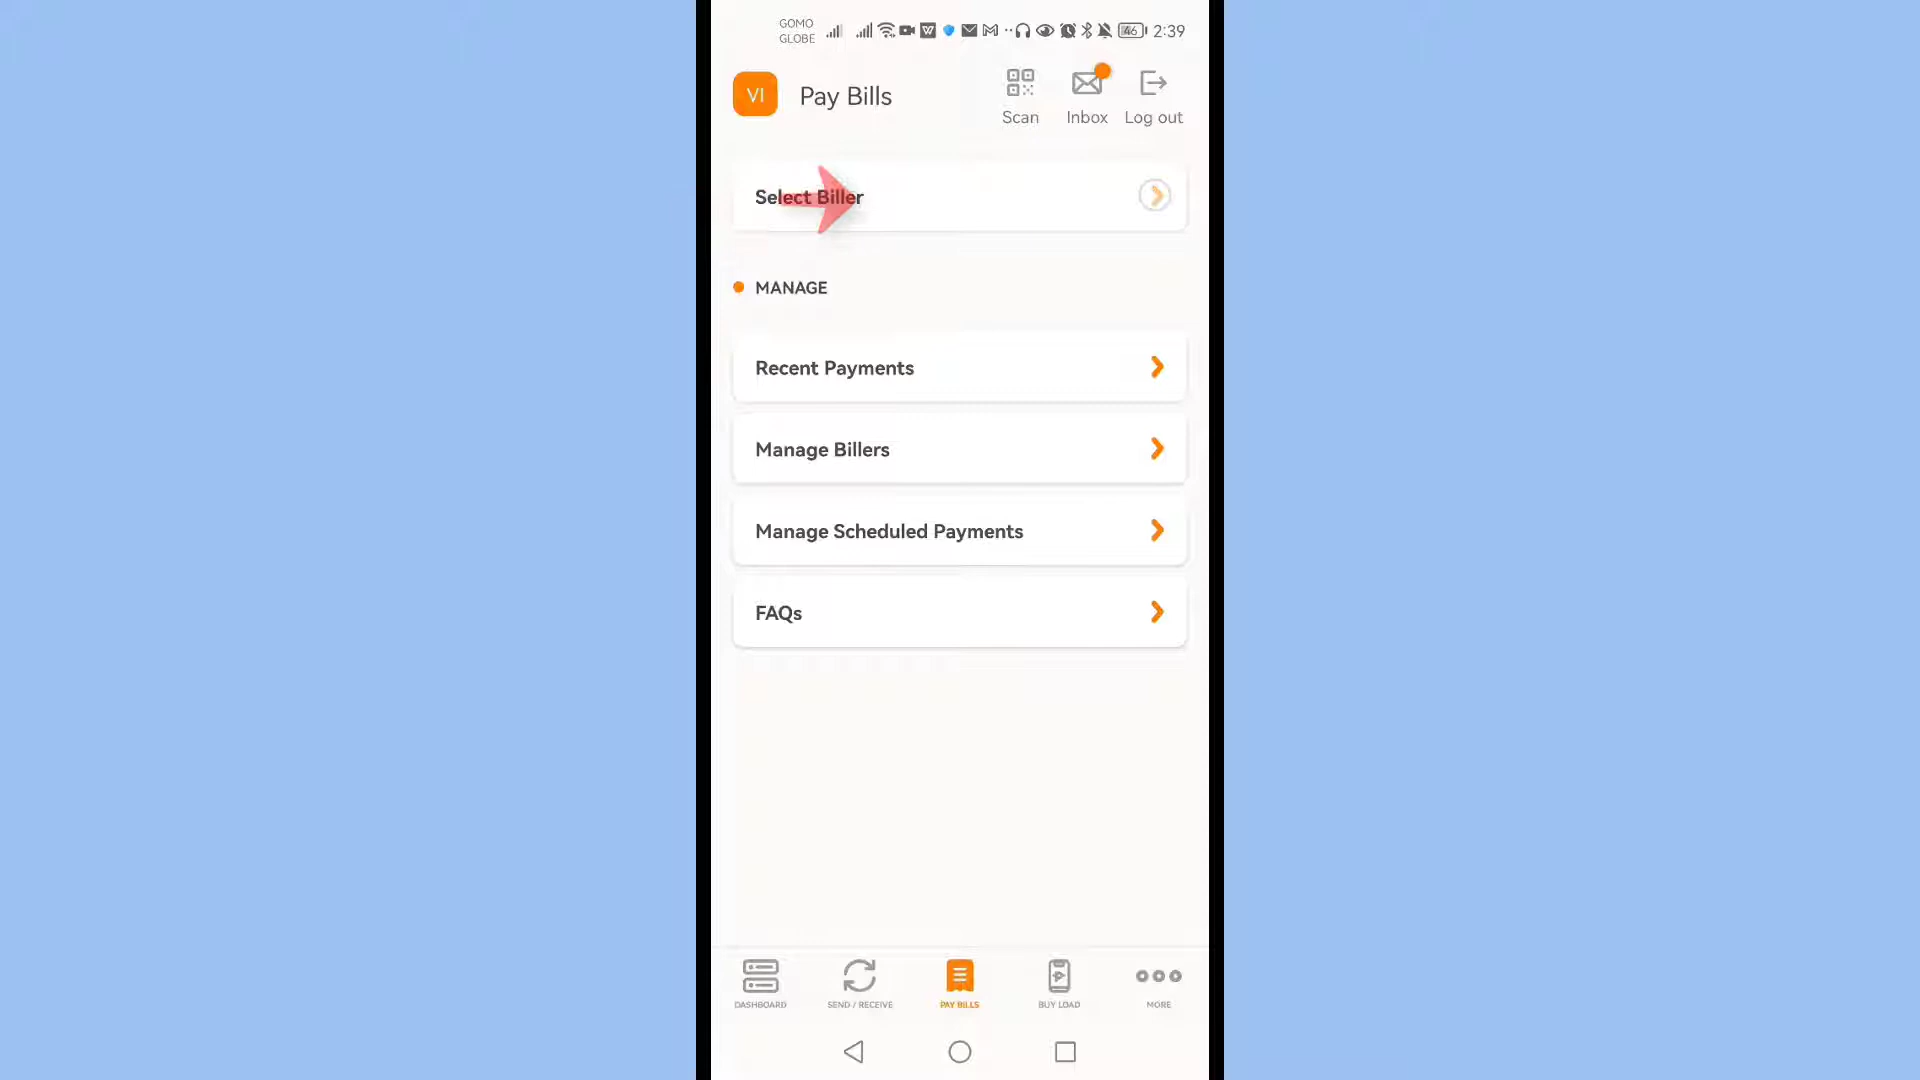 GOMO
GLOBE
46
2:39
VI
Pay Bills
Scan
Inbox
Log out
Select Biller
MANAGE
Recent Payments
Manage Billers
Manage Scheduled Payments
FAQs
DASHBOARD
SEND / RECEIVE
PAY BILLS
BUY LOAD
MORE